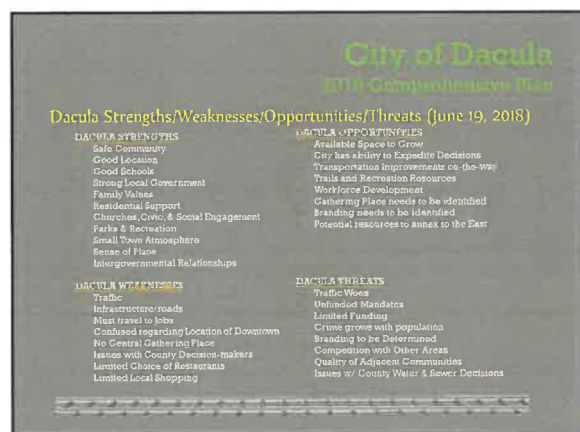 City of Dacula
2019 Comprehensive Plan
Dacula Strengths/Weaknesses/Opportunities/Threats (June 19, 2018)
DACULA STRENGTHS
Safe Community
Good Location
Good Schools
Strong Local Government
Family Values
Residential Support
Churches, Civic, & Social Engagement
Parks & Recreation
Small Town Atmosphere
Sense of Place
Intergovernmental Relationships
DACULA WEAKNESSES
Traffic
Infrastructure/roads
Must travel to Jobs
Confused regarding Location of Downtown
No Central Gathering Place
Issues with County Decision-makers
Limited Choice of Restaurants
Limited Local Shopping
DACULA OPPORTUNITIES
Available Space to Grow
City has ability to Expedite Decisions
Transportation Improvements on-the-Way
Trails and Recreation Resources
Workforce Development
Gathering Place needs to be identified
Branding needs to be identified
Potential resources to annex to the East
DACULA THREATS
Traffic Woes
Unfunded Mandates
Limited Funding
Crime grows with population
Branding to be Determined
Competition with Other Areas
Quality of Adjacent Communities
Issues w/ County Water & Sewer Decisions